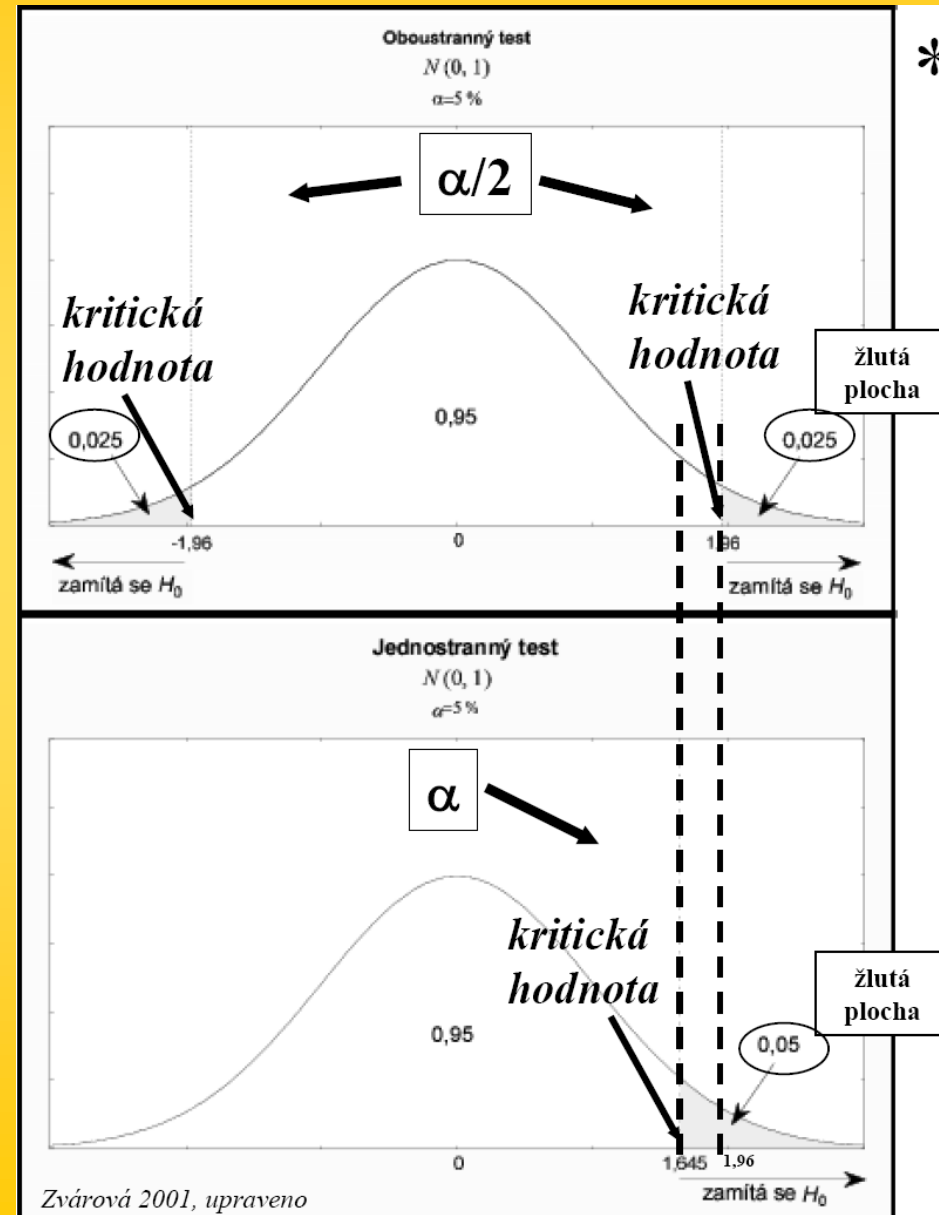 Oboustranný test
N (0, 1)
α=5 %
*
α/2
kritická
hodnota
kritická
hodnota
žlutá
plocha
0,025
0,95
0,025
-1,96
0
1,96
zamítá se H0
zamítá se H0
Jednostranný test
N (0, 1)
α=5 %
α
kritická
hodnota
žlutá
plocha
0,95
0,05
0
1,645
1,96
zamítá se H0
Zvárová 2001, upraveno